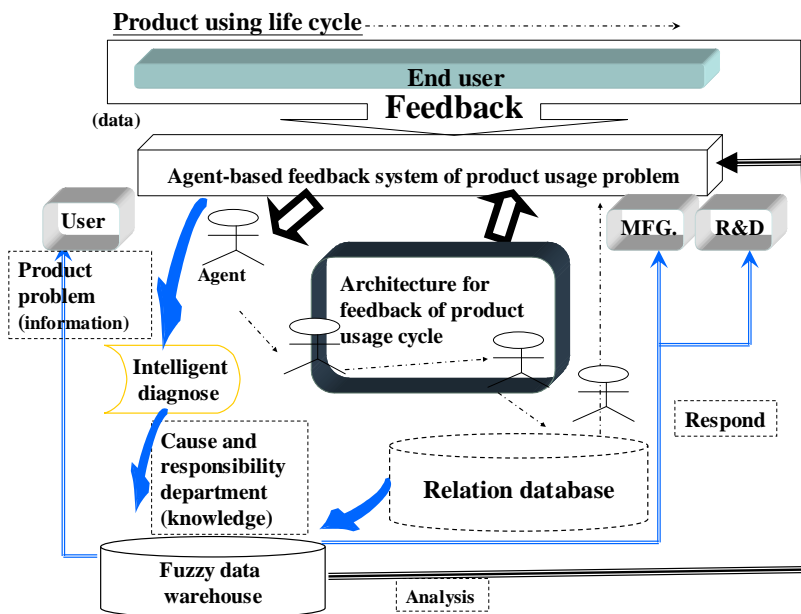 Product using life cycle
End user
Feedback
(data)
Agent-based feedback system of product usage problem
User
MFG.
R&D
Product
problem
(information)
Agent
Architecture for
feedback of product
usage cycle
Intelligent
diagnose
Respond
Cause and
responsibility
department
(knowledge)
Relation database
Fuzzy data
warehouse
Analysis